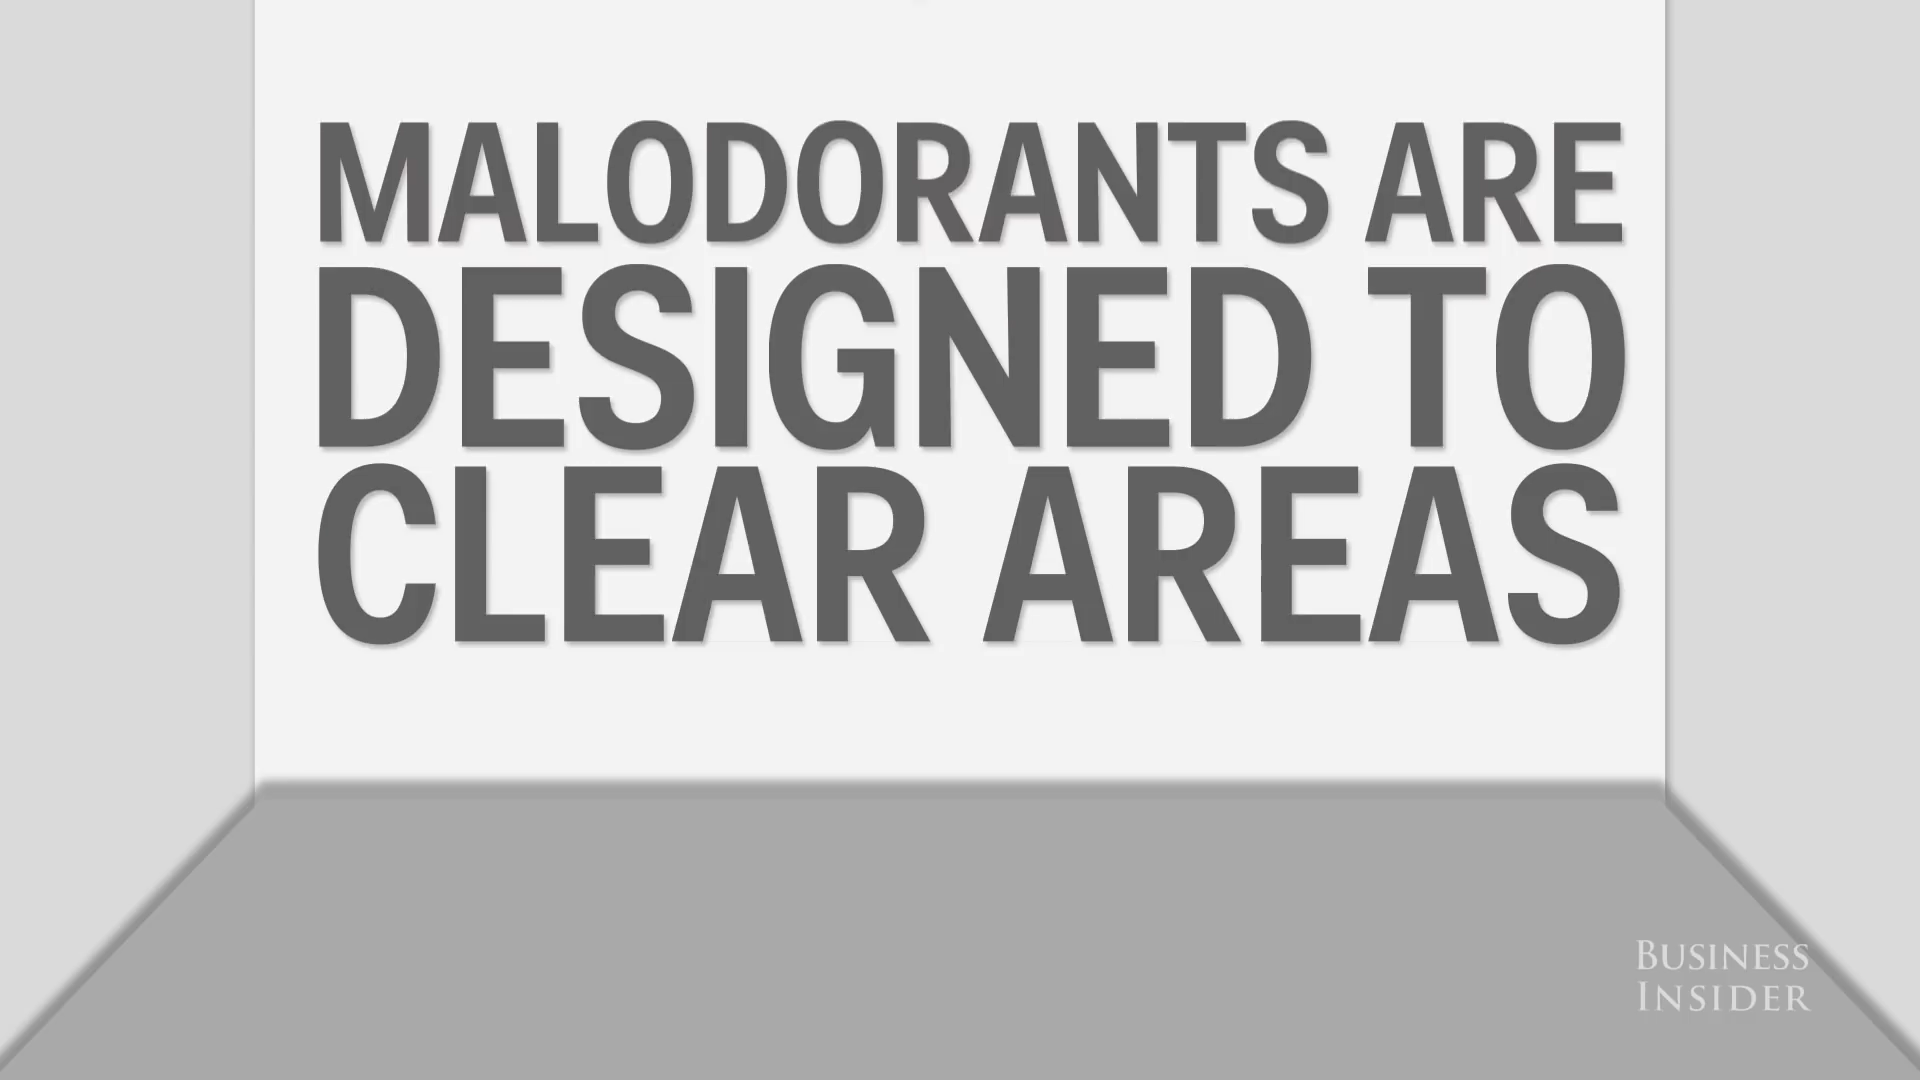 MALODORANTS ARE
DESIGNED TO
CLEAR AREAS
BUSINESS
INSIDER